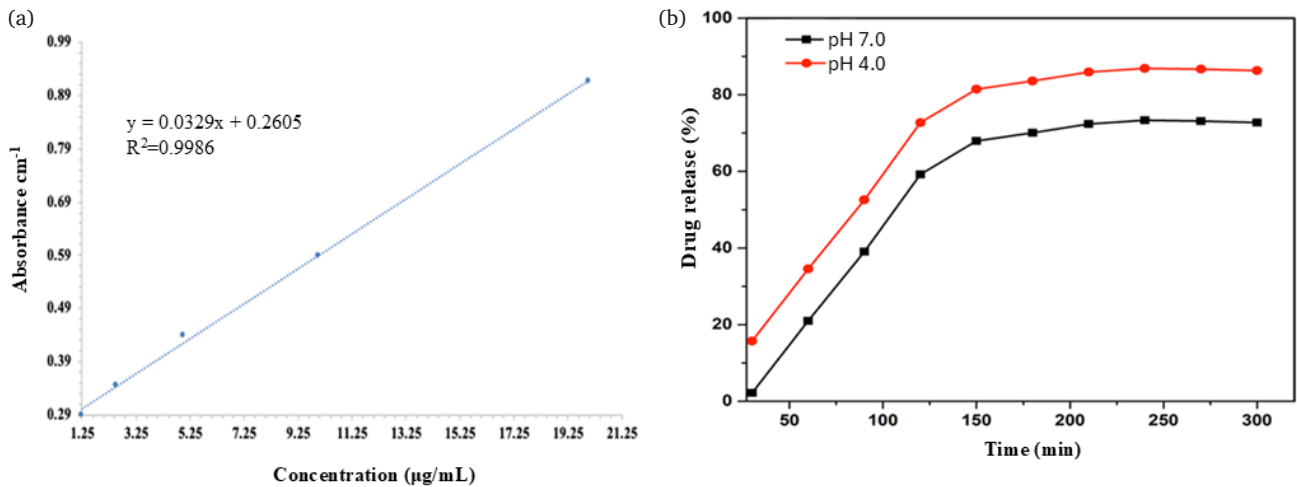 (a)
0.99
0.89
0.79
0.69
0.59
0.49
0.39
0.29
y = 0.0329x + 0.2605
R²=0.9986
Absorbance cm⁻¹
1.25 3.25 5.25 7.25 9.25 11.25 13.25 15.25 17.25 19.25 21.25
Concentration (µg/mL)
(b)
100
80
60
40
20
0
pH 7.0
pH 4.0
Drug release (%)
50 100 150 200 250 300
Time (min)